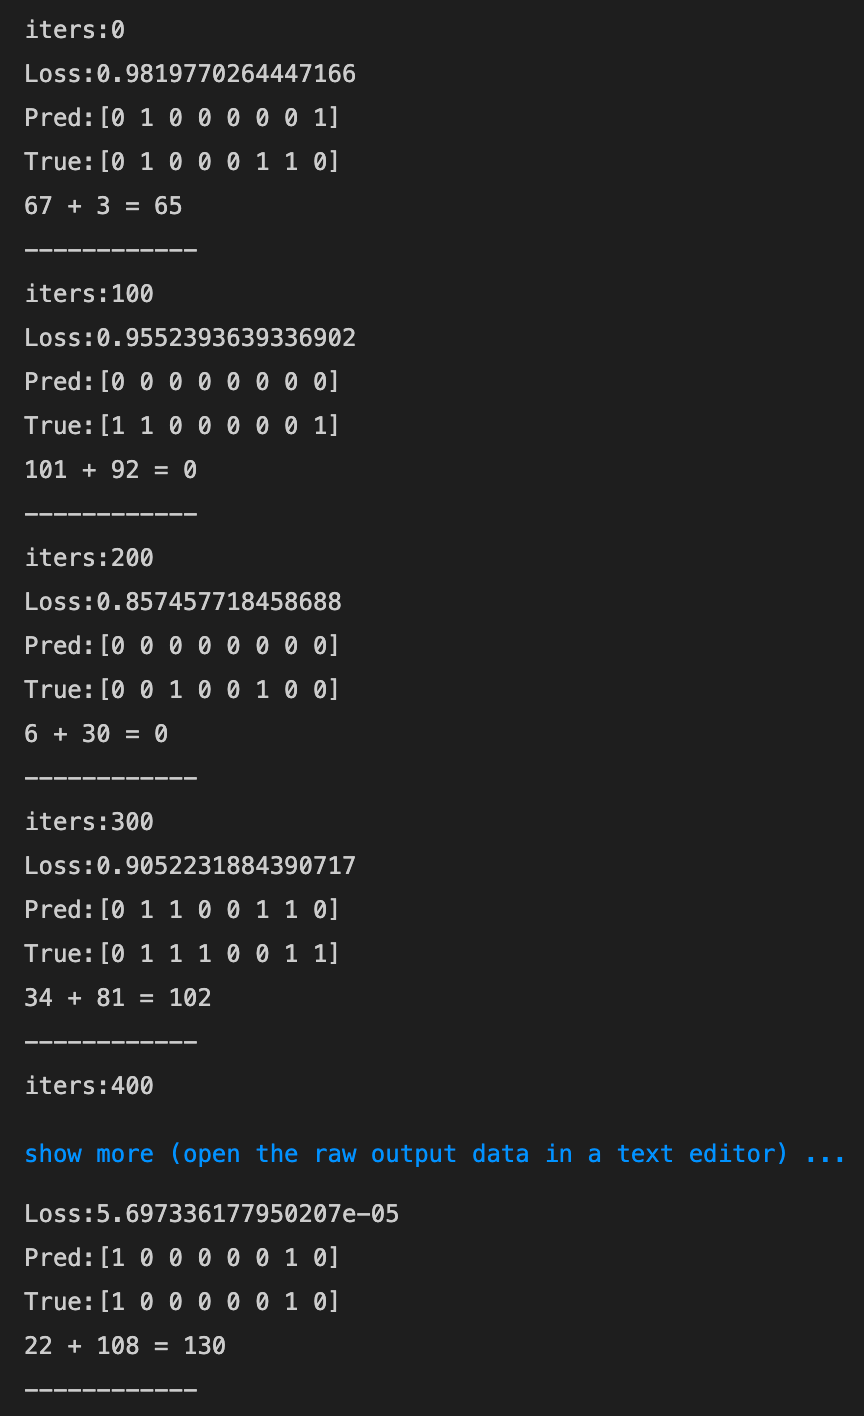 iters:0
Loss:0.9819770264447166
Pred:[0 1 0 0 0 0 0 1]
True:[0 1 0 0 0 1 1 0]
67 + 3 = 65
------------
iters:100
Loss:0.9552393639336902
Pred:[0 0 0 0 0 0 0 0]
True:[1 1 0 0 0 0 0 1]
101 + 92 = 0
------------
iters:200
Loss:0.857457718458688
Pred:[0 0 0 0 0 0 0 0]
True:[0 0 1 0 0 1 0 0]
6 + 30 = 0
------------
iters:300
Loss:0.9052231884390717
Pred:[0 1 1 0 0 1 1 0]
True:[0 1 1 1 0 0 1 1]
34 + 81 = 102
------------
iters:400
show more (open the raw output data in a text editor) ...
Loss:5.697336177950207e-05
Pred:[1 0 0 0 0 0 1 0]
True:[1 0 0 0 0 0 1 0]
22 + 108 = 130
------------